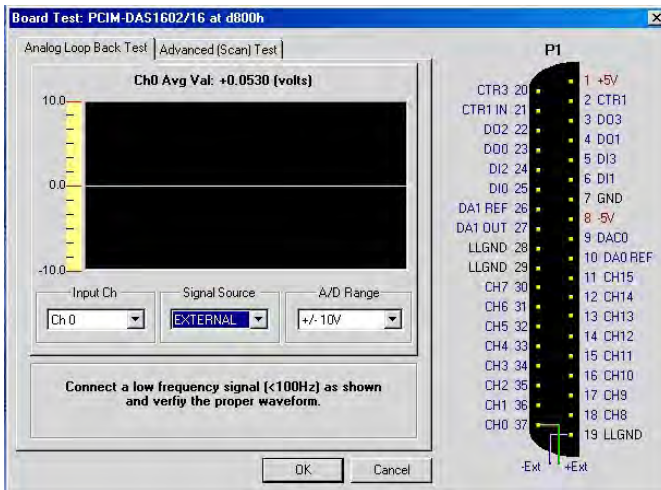 Board Test: PCIM-DAS1602/16 at d800h
Analog Loop Back Test
Advanced (Scan) Test
Ch0 Avg Val: +0.0530 (volts)
10.0
0.0
-10.0
Input Ch
Signal Source
A/D Range
Ch 0
EXTERNAL
+/- 10V
Connect a low frequency signal (<100Hz) as shown
and verfiy the proper waveform.
OK
Cancel
P1
CTR3 20
CTR1 IN 21
DO2 22
DO0 23
DI2 24
DI0 25
DA1 REF 26
DA1 OUT 27
LLGND 28
LLGND 29
CH7 30
CH6 31
CH5 32
CH4 33
CH3 34
CH2 35
CH1 36
CH0 37
1 +5V
2 CTR1
3 DO3
4 DO1
5 DI3
6 DI1
7 GND
8 -5V
9 DAC0
10 DA0 REF
11 CH15
12 CH14
13 CH13
14 CH12
15 CH11
16 CH10
17 CH9
18 CH8
19 LLGND
-Ext
+Ext